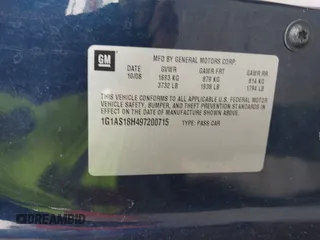 GM
MFD BY GENERAL MOTORS CORP
DATE GVWR GAWR FRT GAWR RR
10/08 1693 KG 879 KG 814 KG
3732 LB 1938 LB 1794 LB
THIS VEHICLE CONFORMS TO ALL APPLICABLE U.S. FEDERAL MOTOR
VEHICLE SAFETY, BUMPER, AND THEFT PREVENTION STANDARDS
IN EFFECT ON THE DATE OF MANUFACTURE SHOWN ABOVE.
1G1AS18H497200715 TYPE: PASS CAR
DREAMBID